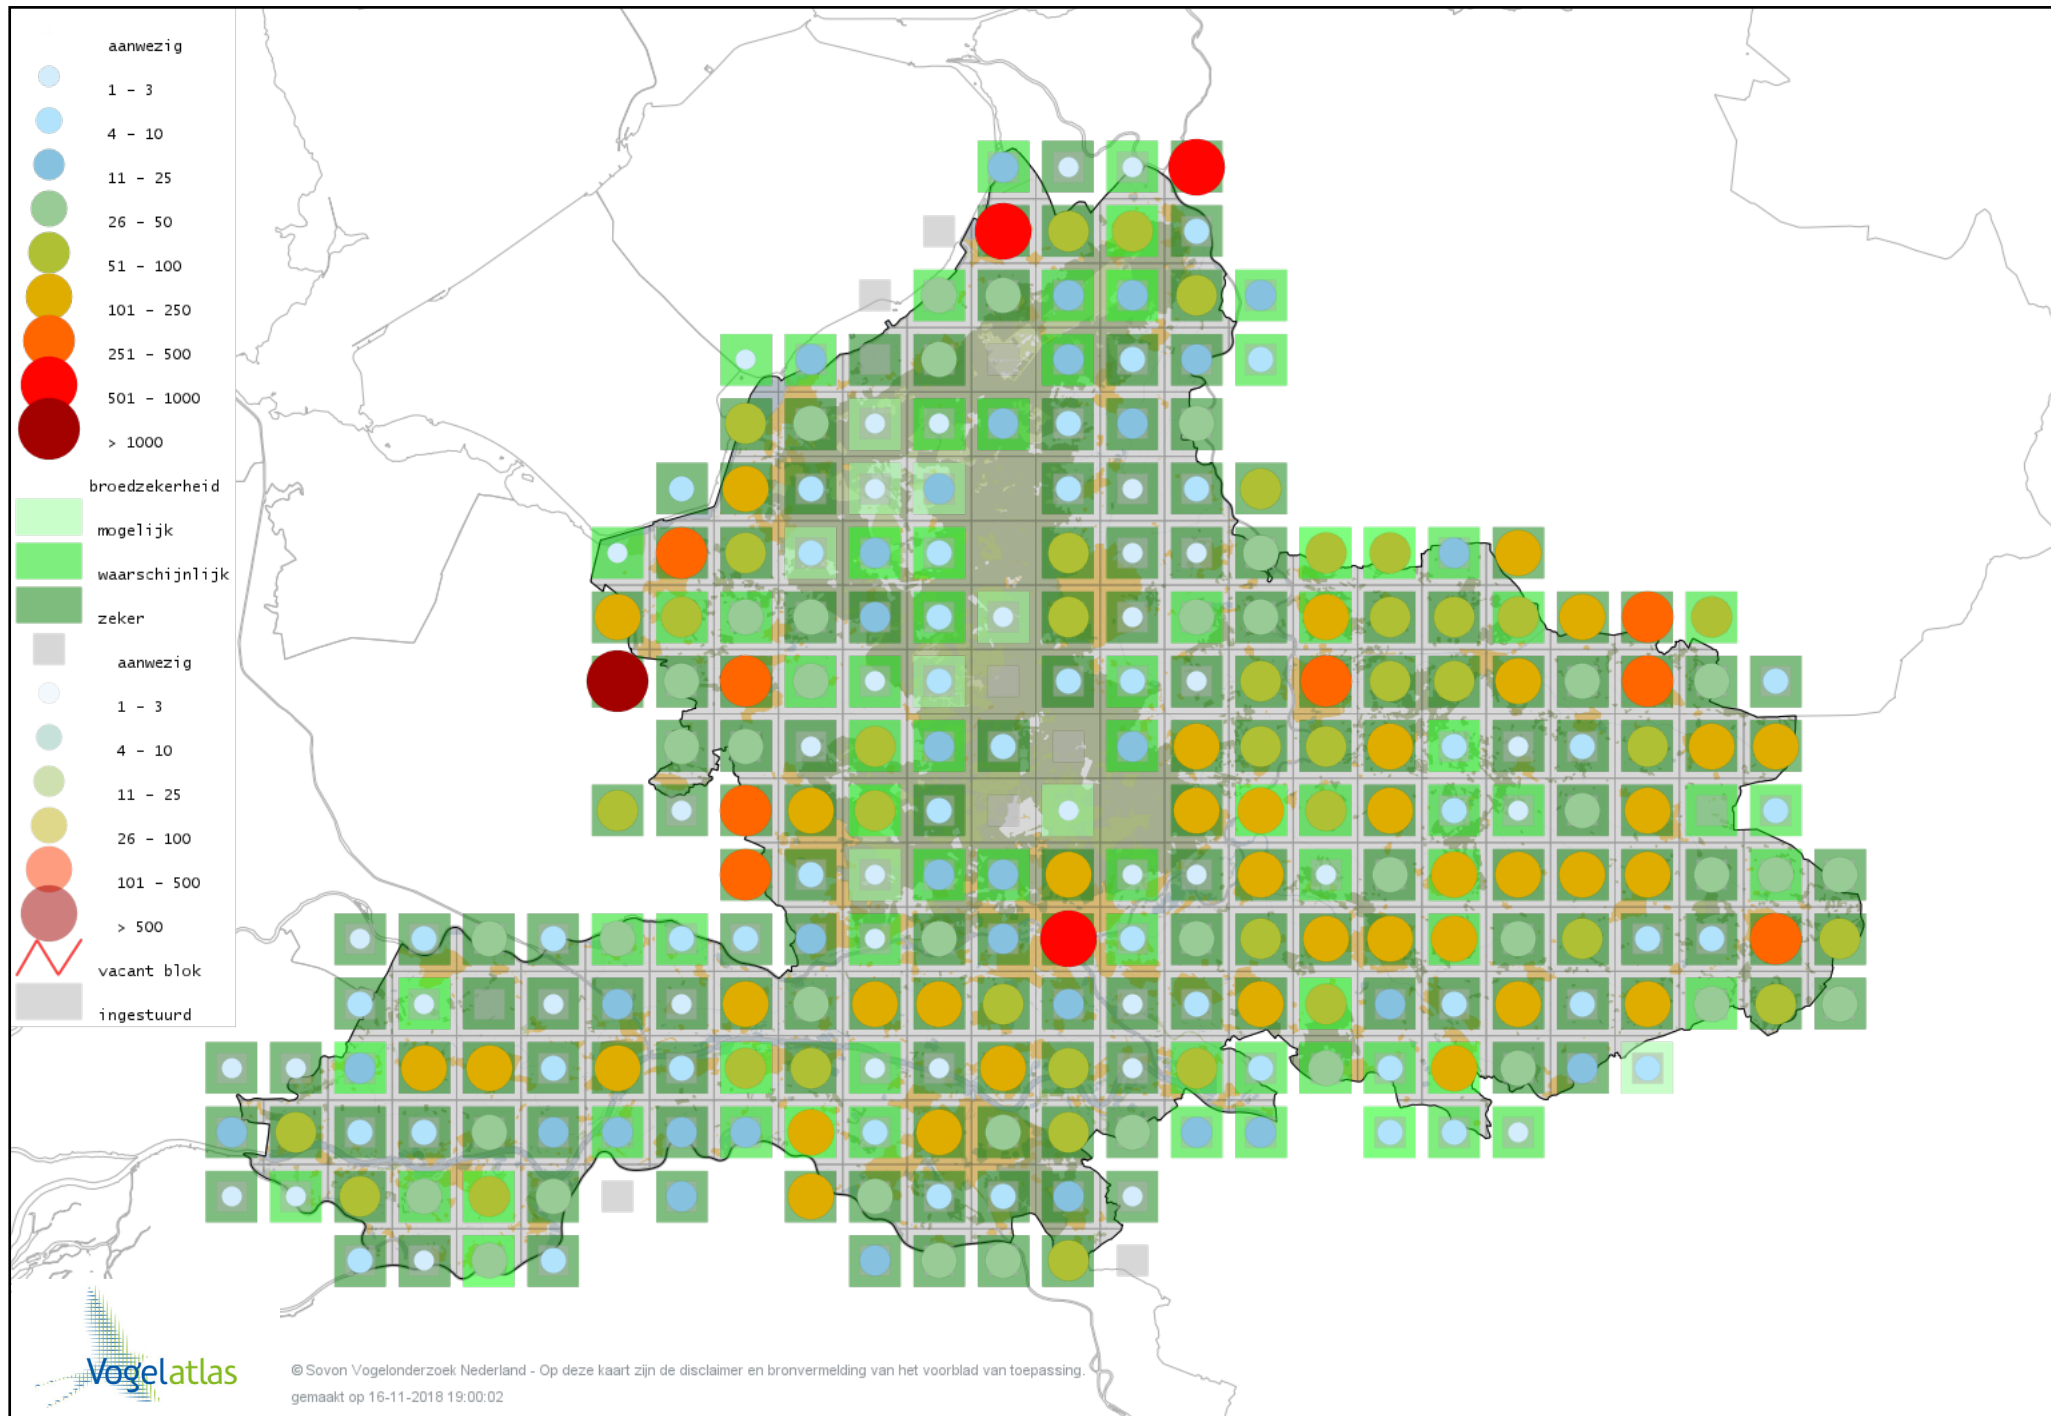 aanwezig
1 - 3
4 - 10
11 - 25
26 - 50
51 - 100
101 - 250
251 - 500
501 - 1000
> 1000
broedzekerheid
mogelijk
waarschijnlijk
zeker
aanwezig
1 - 3
4 - 10
11 - 25
26 - 100
101 - 500
> 500
vacant blok
ingestuurd
Vogelatlas
© Sovon Vogelonderzoek Nederland - Op deze kaart zijn de disclaimer en bronvermelding van het voorblad van toepassing.
gemaakt op 16-11-2018 19:00:02